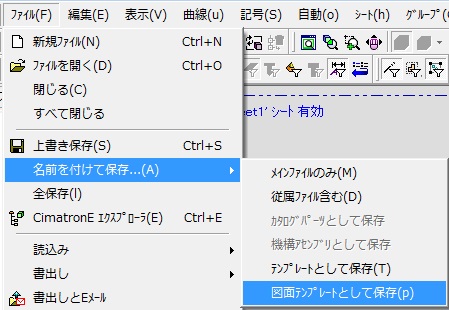 ファイル(F) 編集(E) 表示(V) 曲線(u) 記号(S) 自動(o) シート(h) グループ(
新規ファイル(N) Ctrl+N
ファイルを開く(D) Ctrl+O
閉じる(C)
すべて閉じる
eet1' シート 有効
上書き保存(S) Ctrl+S
名前を付けて保存...(A)
全保存(I)
CimatronE エクスプローラ(E) Ctrl+E
読込み
書出し
書出しとEメール
メインファイルのみ(M)
従属ファイル含む(D)
カタログパーツとして保存
機構アセンブリとして保存
テンプレートとして保存(T)
図面テンプレートとして保存(p)